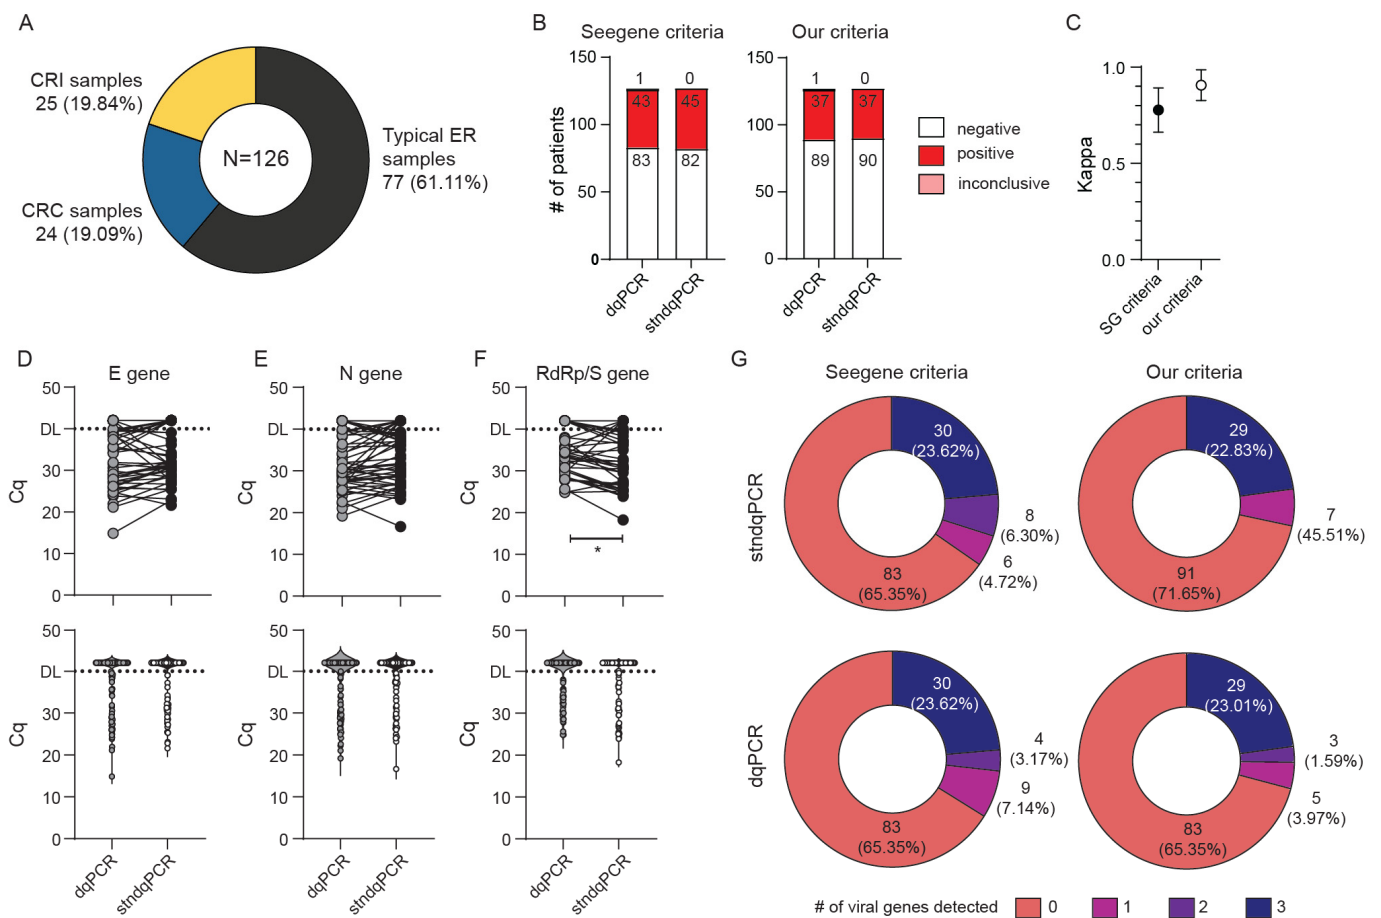 A
CRI samples
25 (19.84%)
CRC samples
24 (19.09%)
N=126
Typical ER
samples
77 (61.11%)
B
Seegene criteria
# of patients
150
100
50
0
1
43
83
0
45
82
dqPCR
stndqPCR
Our criteria
150
100
50
0
1
37
89
0
37
90
dqPCR
stndqPCR
negative
positive
inconclusive
C
Kappa
1.0
0.5
0.0
SG criteria
our criteria
D
E gene
Cq
50
DL
30
20
10
0
E
N gene
Cq
50
DL
30
20
10
0
F
RdRp/S gene
Cq
50
DL
30
20
10
0
*
Cq
50
DL
30
20
10
0
dqPCR
stndqPCR
Cq
50
DL
30
20
10
0
dqPCR
stndqPCR
Cq
50
DL
30
20
10
0
dqPCR
stndqPCR
G
Seegene criteria
Our criteria
stndqPCR
30
(23.62%)
8
(6.30%)
6
(4.72%)
83
(65.35%)
29
(22.83%)
7
(45.51%)
91
(71.65%)
dqPCR
30
(23.62%)
4
(3.17%)
9
(7.14%)
83
(65.35%)
29
(23.01%)
3
(1.59%)
5
(3.97%)
83
(65.35%)
# of viral genes detected
0
1
2
3